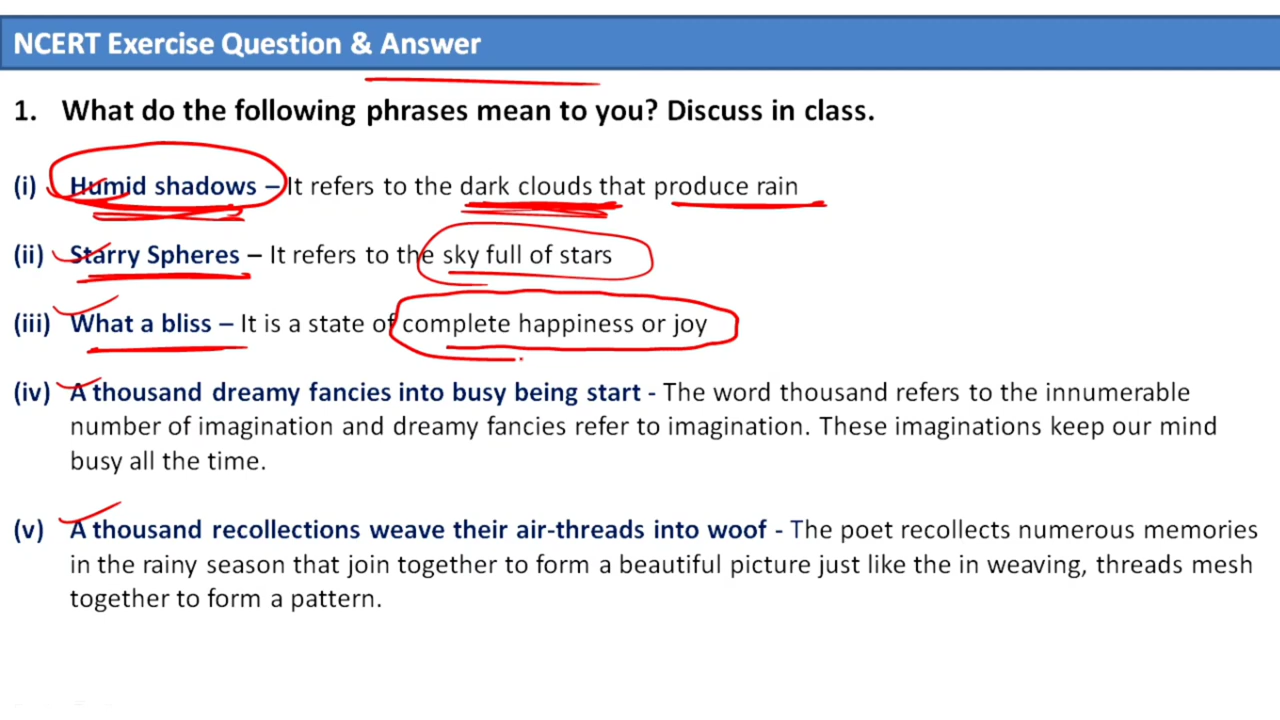 NCERT Exercise Question & Answer
1. What do the following phrases mean to you? Discuss in class.
(i) Humid shadows – It refers to the dark clouds that produce rain
(ii) Starry Spheres – It refers to the sky full of stars
(iii) What a bliss – It is a state of complete happiness or joy
(iv) A thousand dreamy fancies into busy being start - The word thousand refers to the innumerable
number of imagination and dreamy fancies refer to imagination. These imaginations keep our mind
busy all the time.
(v) A thousand recollections weave their air-threads into woof - The poet recollects numerous memories
in the rainy season that join together to form a beautiful picture just like the in weaving, threads mesh
together to form a pattern.